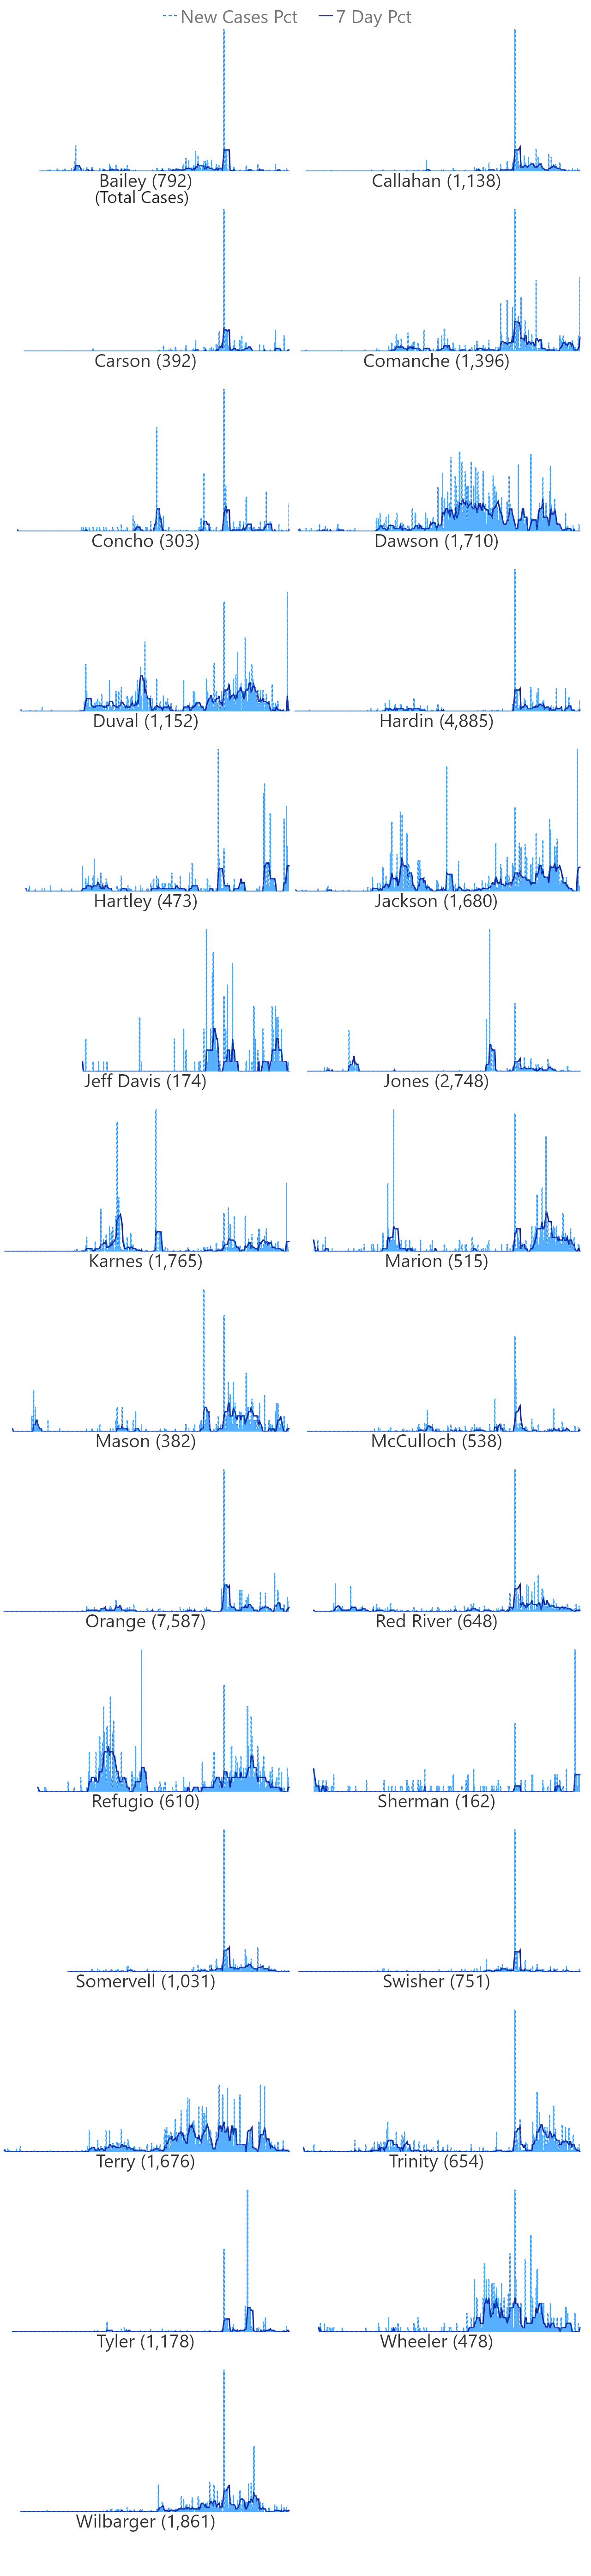 New Cases Pct 7 Day Pct
Bailey (792) Callahan (1,138)
(Total Cases)
Carson (392) Comanche (1,396)
Concho (303) Dawson (1,710)
Duval (1,152) Hardin (4,885)
Hartley (473) Jackson (1,680)
Jeff Davis (174) Jones (2,748)
Karnes (1,765) Marion (515)
Mason (382) McCulloch (538)
Orange (7,587) Red River (648)
Refugio (610) Sherman (162)
Somervell (1,031) Swisher (751)
Terry (1,676) Trinity (654)
Tyler (1,178) Wheeler (478)
Wilbarger (1,861)